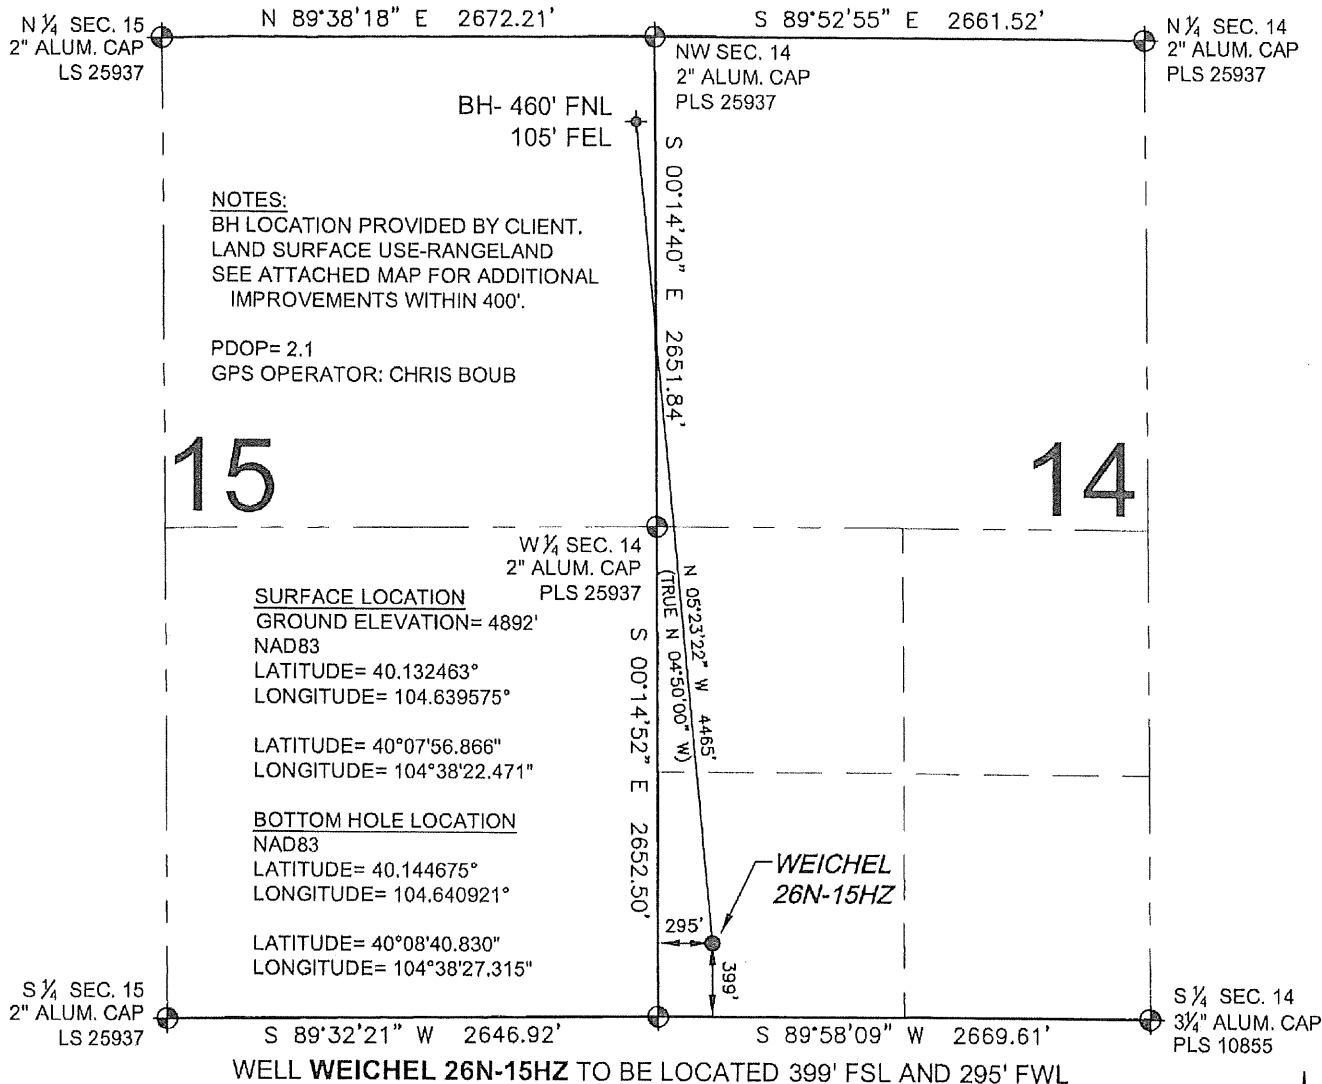 N 89°38'18" E 2672.21'
S 89°52'55" E 2661.52'
N ¼ SEC. 15
2" ALUM. CAP
LS 25937
NW SEC. 14
2" ALUM. CAP
PLS 25937
N ¼ SEC. 14
2" ALUM. CAP
PLS 25937
BH- 460' FNL
105' FEL
S 00°14'40" E 2651.84'
NOTES:
BH LOCATION PROVIDED BY CLIENT.
LAND SURFACE USE-RANGELAND
SEE ATTACHED MAP FOR ADDITIONAL
IMPROVEMENTS WITHIN 400'.
PDOP= 2.1
GPS OPERATOR: CHRIS BOUB
15
14
W ¼ SEC. 14
2" ALUM. CAP
PLS 25937
N 05°23'22" W 4465'
(TRUE N 04°50'00" W)
S 00°14'52" E 2652.50'
SURFACE LOCATION
GROUND ELEVATION= 4892'
NAD83
LATITUDE= 40.132463°
LONGITUDE= 104.639575°
LATITUDE= 40°07'56.866"
LONGITUDE= 104°38'22.471"
BOTTOM HOLE LOCATION
NAD83
LATITUDE= 40.144675°
LONGITUDE= 104.640921°
LATITUDE= 40°08'40.830"
LONGITUDE= 104°38'27.315"
WEICHEL
26N-15HZ
295'
399'
S ¼ SEC. 15
2" ALUM. CAP
LS 25937
S ¼ SEC. 14
3¼" ALUM. CAP
PLS 10855
S 89°32'21" W 2646.92'
S 89°58'09" W 2669.61'
WELL WEICHEL 26N-15HZ TO BE LOCATED 399' FSL AND 295' FWL